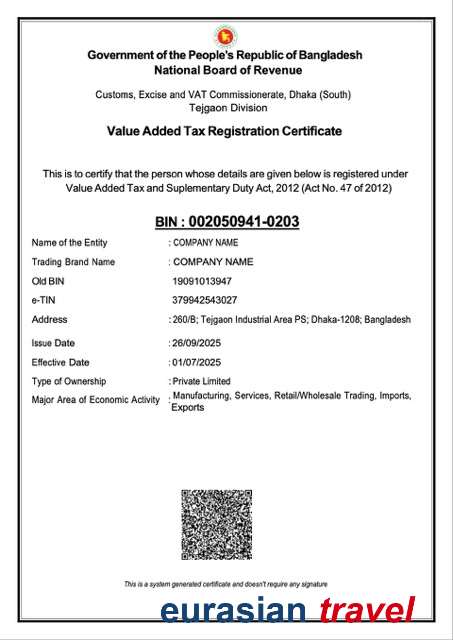 Government of the People's Republic of Bangladesh
National Board of Revenue
Customs, Excise and VAT Commissionerate, Dhaka (South)
Tejgaon Division
Value Added Tax Registration Certificate
This is to certify that the person whose details are given below is registered under
Value Added Tax and Suplementary Duty Act, 2012 (Act No. 47 of 2012)
BIN : 002050941-0203
Name of the Entity : COMPANY NAME
Trading Brand Name : COMPANY NAME
Old BIN 19091013947
e-TIN 379942543027
Address : 260/B; Tejgaon Industrial Area PS; Dhaka-1208; Bangladesh
Issue Date : 26/09/2025
Effective Date : 01/07/2025
Type of Ownership : Private Limited
Major Area of Economic Activity : Manufacturing, Services, Retail/Wholesale Trading, Imports,
Exports
This is a system generated certificate and doesn't require any signature
eurasian travel